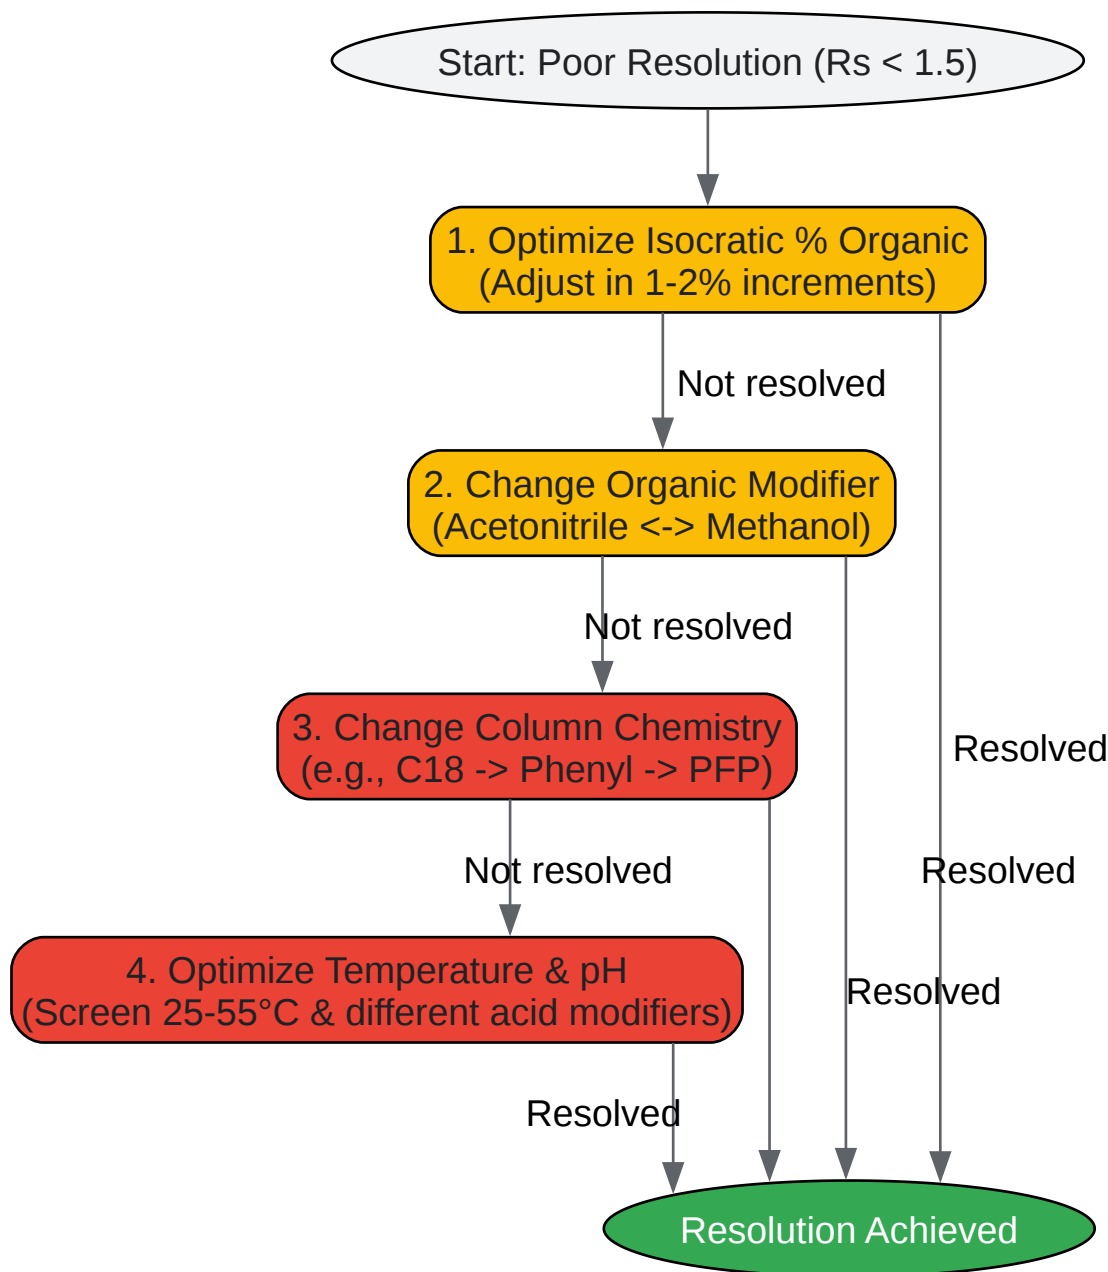 Start: Poor Resolution (Rs < 1.5)
1. Optimize Isocratic % Organic
(Adjust in 1-2% increments)
Not resolved
2. Change Organic Modifier
(Acetonitrile <-> Methanol)
Not resolved
3. Change Column Chemistry
(e.g., C18 -> Phenyl -> PFP)
Resolved
Not resolved
Resolved
4. Optimize Temperature & pH
(Screen 25-55°C & different acid modifiers)
Resolved
Resolved
Resolution Achieved